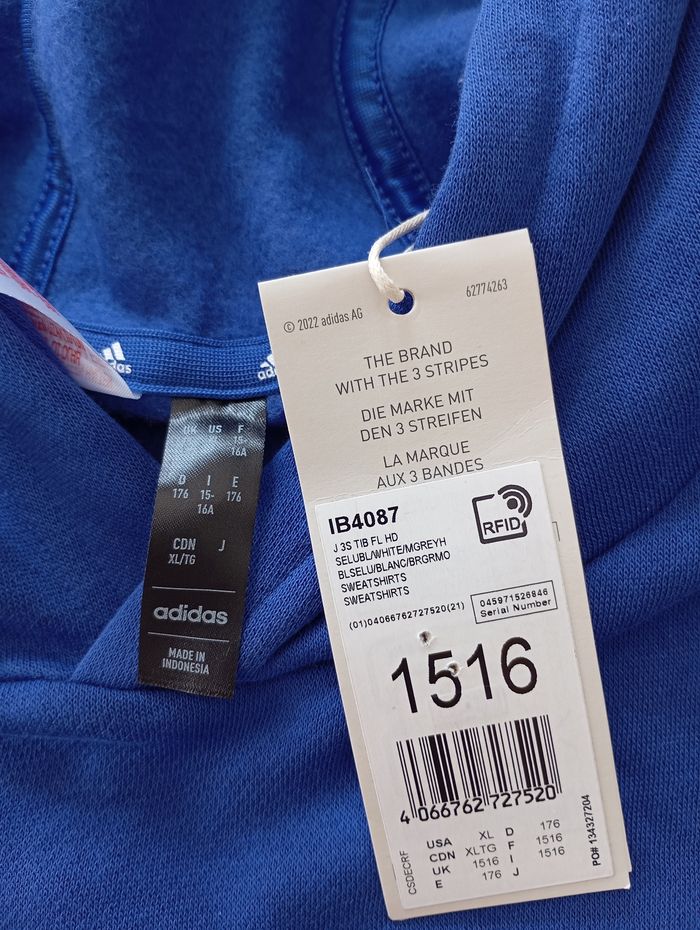 © 2022 adidas AG
62774263
THE BRAND
WITH THE 3 STRIPES
DIE MARKE MIT
DEN 3 STREIFEN
LA MARQUE
AUX 3 BANDES
IB4087
RFID
J 3S TIB FL HD
SELUBL/WHITE/MGREYH
BLSELU/BLANC/BRGRMO
SWEATSHIRTS
SWEATSHIRTS
(01)04066762727520(21)
045971526846
Serial Number
1516
4 066762 727520
USA XL D 176
CDN XLTG F 1516
UK 1516 I 1516
E 176 J
CSDECRF
PO# 134327204
adidas
UK US F
15-
16A
D I E
176 15- 176
16A
CDN J
XL/TG
adidas
MADE IN
INDONESIA